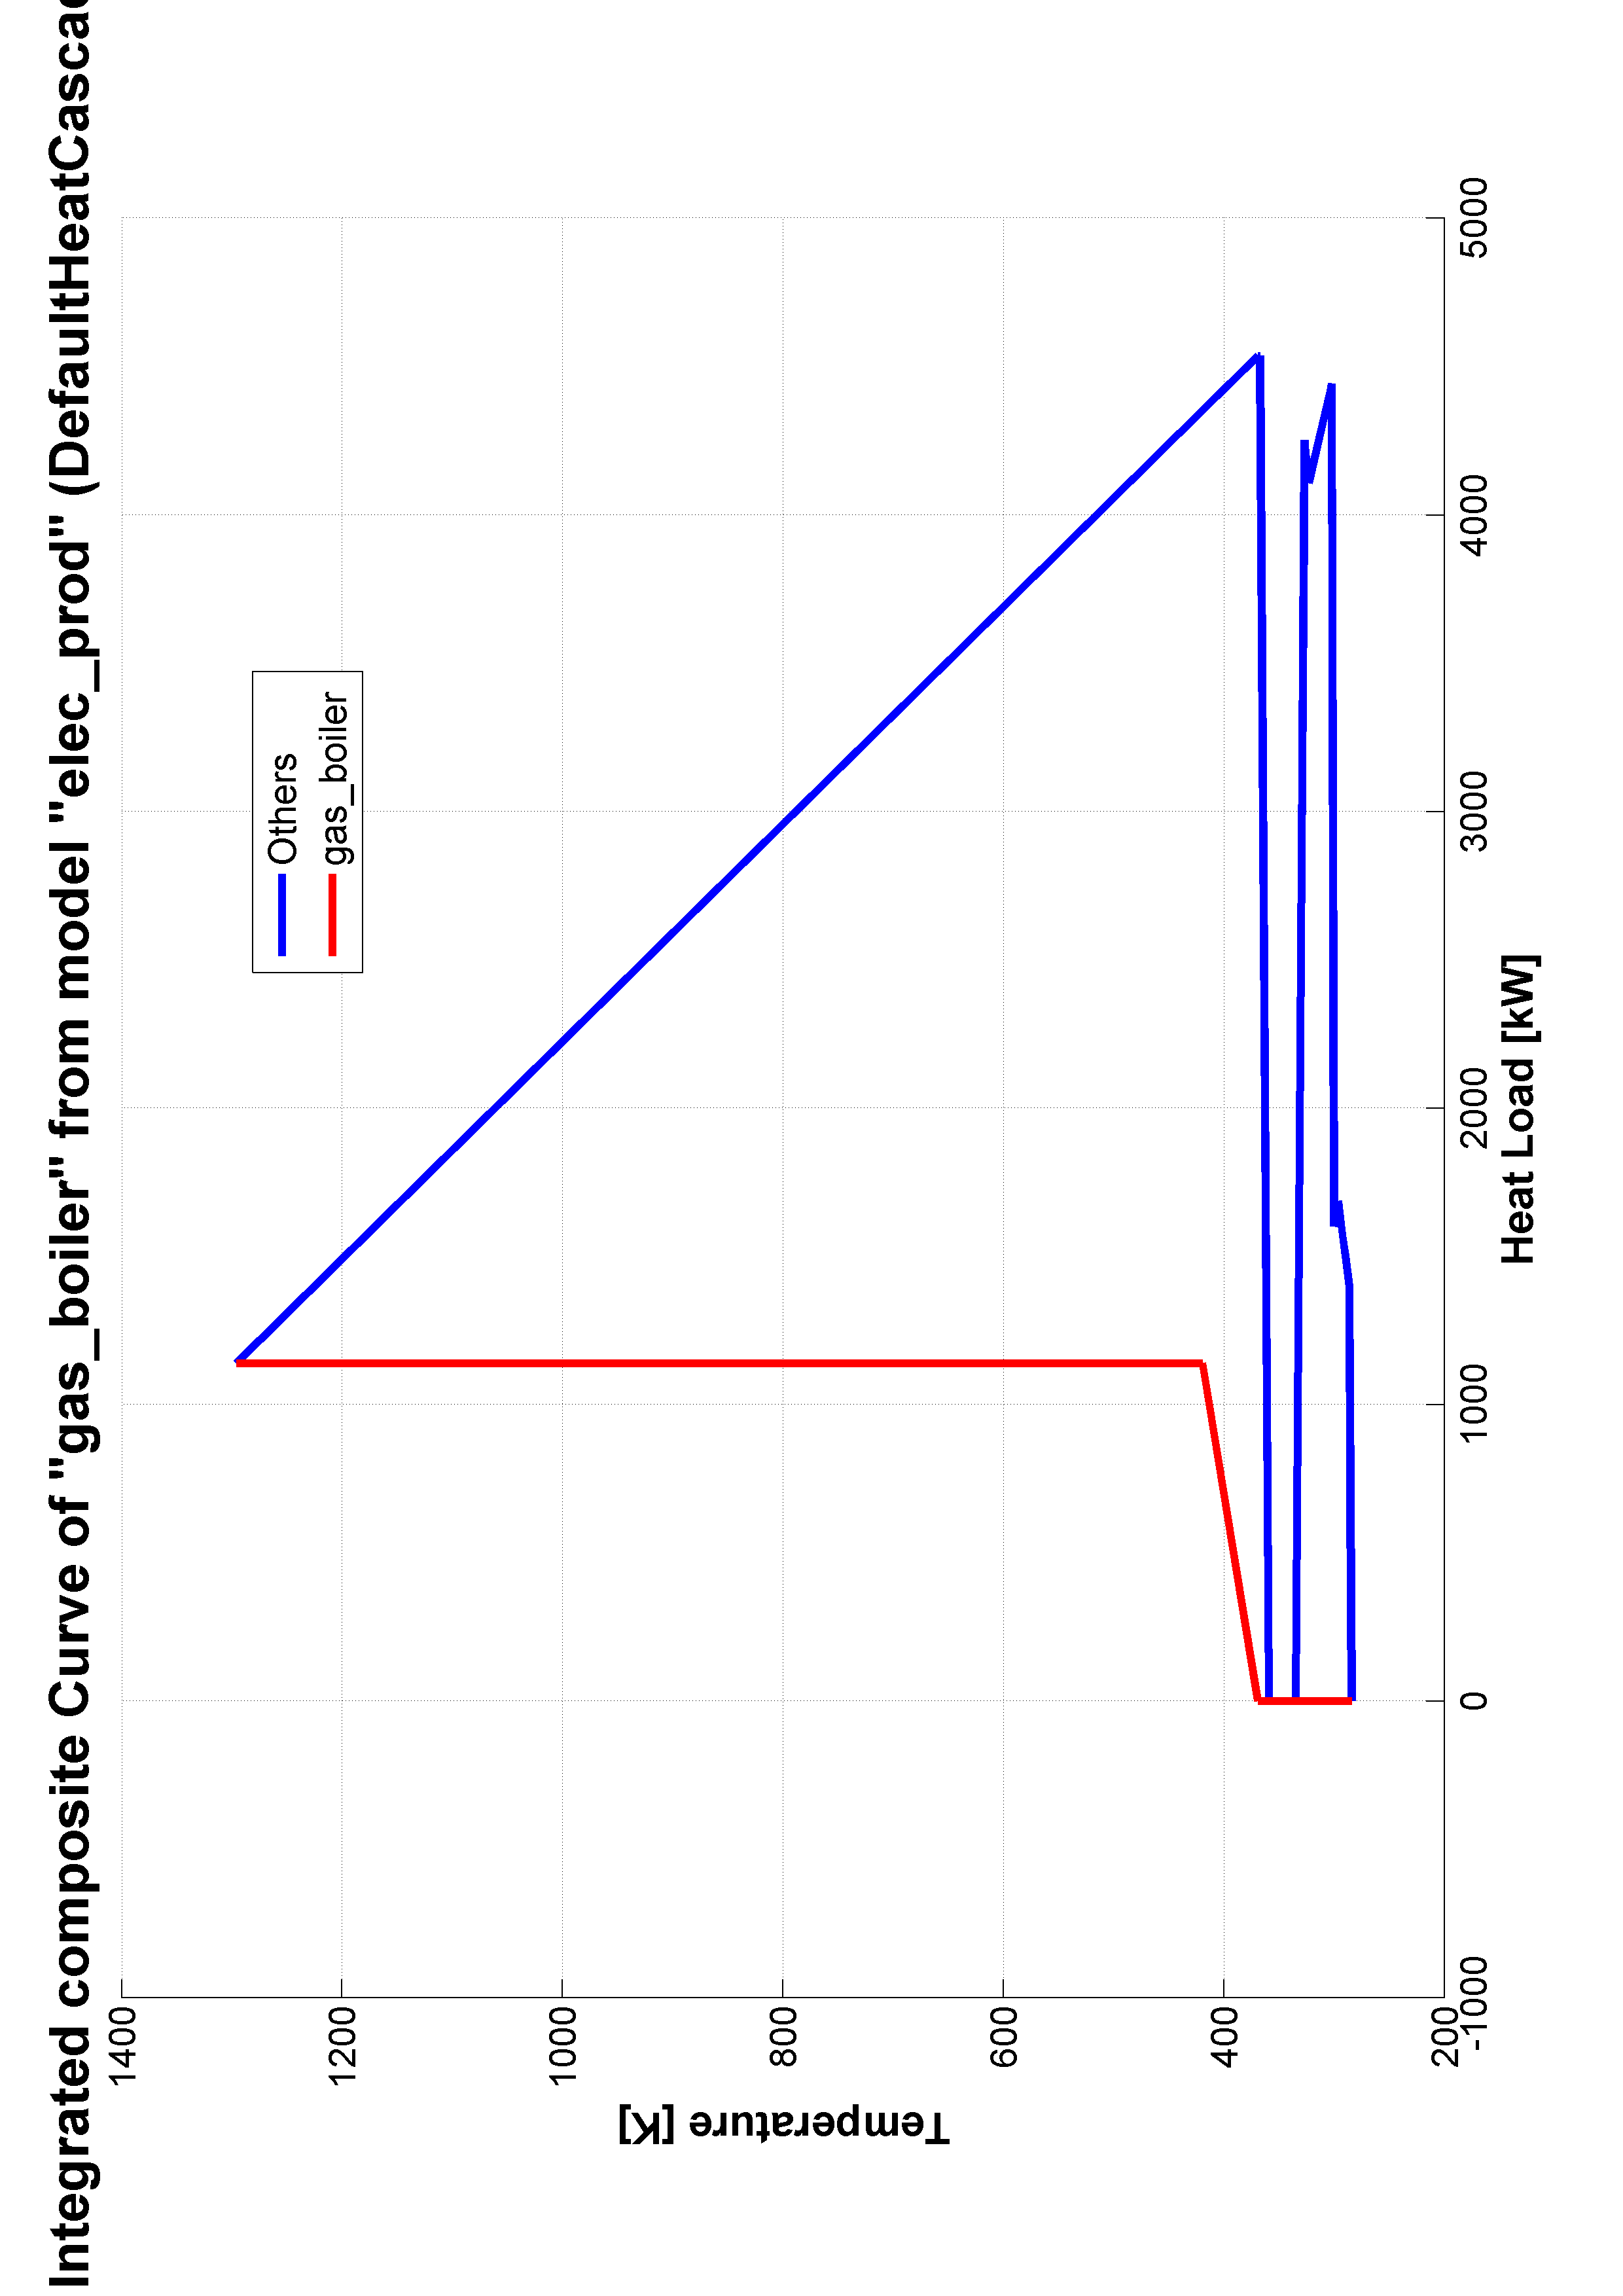 Integrated composite Curve of "gas_boiler" from model "elec_prod" (DefaultHeatCasca
1400
1200
1000
800
600
400
200
Temperature [K]
Others
gas_boiler
-1000
0
1000
2000
3000
4000
5000
Heat Load [kW]